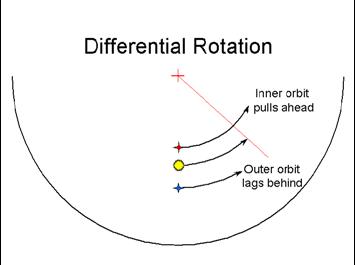 Differential Rotation
Inner orbit
pulls ahead
Outer orbit
lags behind